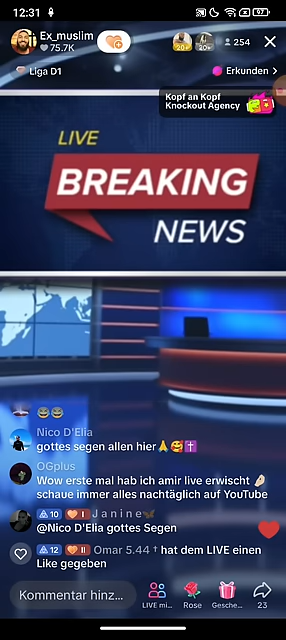 12:31
97
Ex_muslim
75.7K
20+
20+
254
Liga D1
Erkunden >
Kopf an Kopf
Knockout Agency
LIVE
BREAKING
NEWS
Nico D'Elia
gottes segen allen hier🙏🥰✝️
OGplus
Wow erste mal hab ich amir live erwischt
schaue immer alles nachtäglich auf YouTube
10 I J a n i n e
@Nico D'Elia gottes Segen
12 II Omar 5.44 † hat dem LIVE einen
Like gegeben
Kommentar hinz...
LIVE mi...
Rose
Gesche...
23